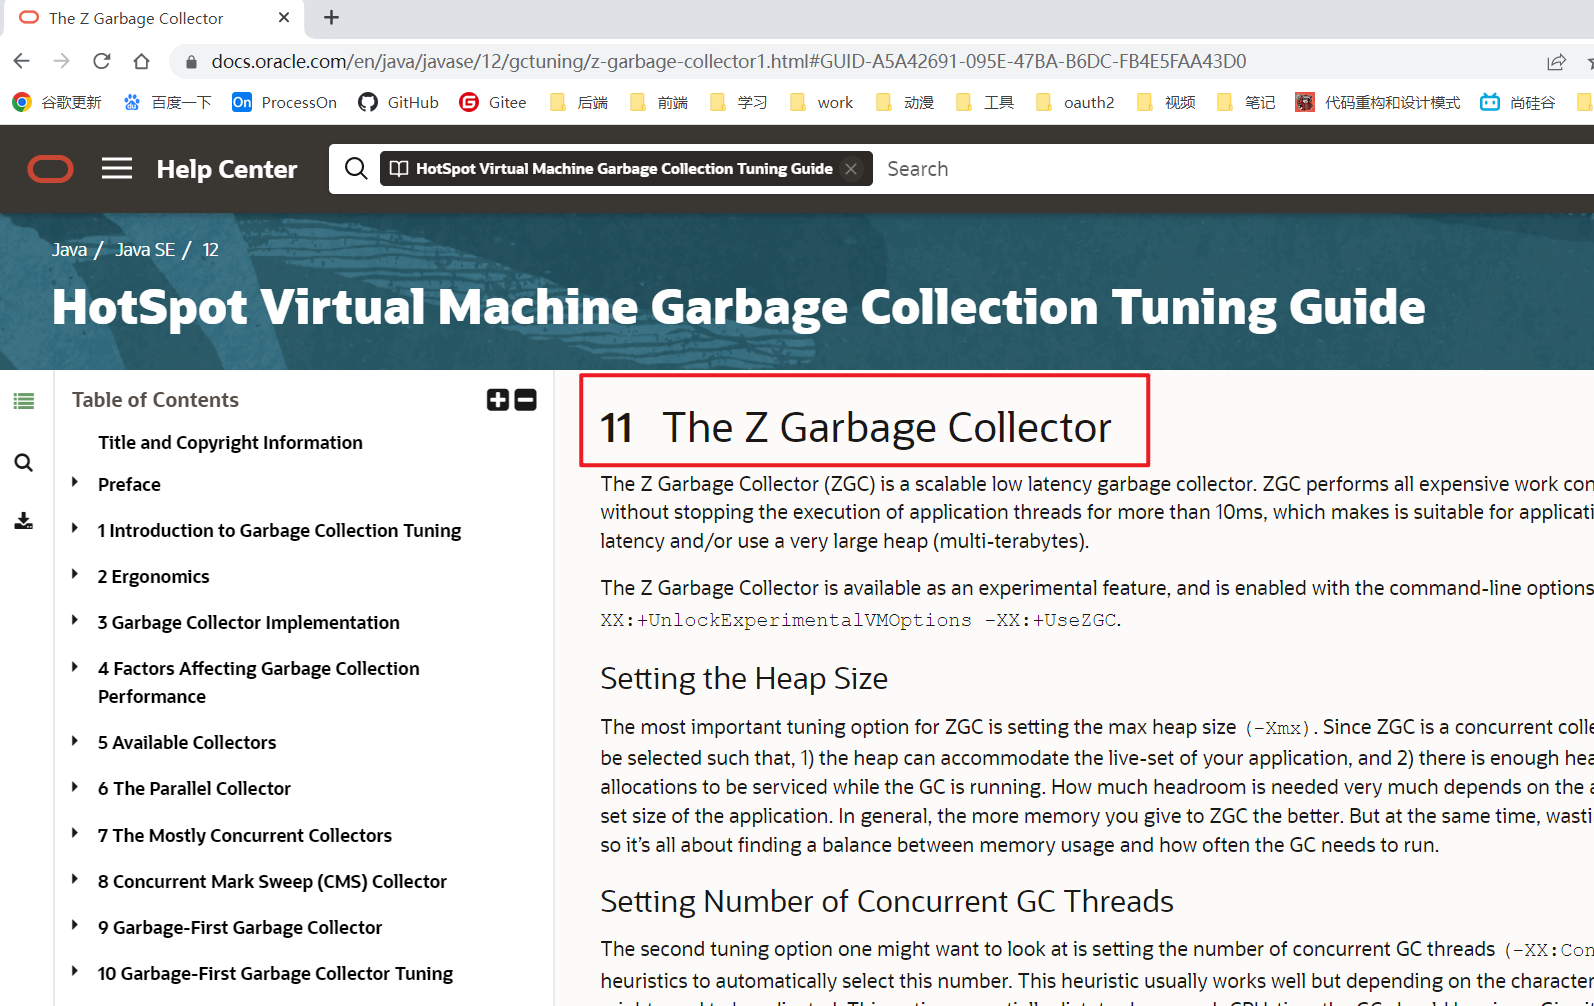 The Z Garbage Collector
docs.oracle.com/en/java/javase/12/gctuning/z-garbage-collector1.html#GUID-A5A42691-095E-47BA-B6DC-FB4E5FAA43D0
谷歌更新 百度一下 On ProcessOn GitHub Gitee 后端 前端 学习 work 动漫 工具 oauth2 视频 笔记 代码重构和设计模式 尚硅谷
Help Center
HotSpot Virtual Machine Garbage Collection Tuning Guide
Search
Java / Java SE / 12
HotSpot Virtual Machine Garbage Collection Tuning Guide
Table of Contents
Title and Copyright Information
Preface
1 Introduction to Garbage Collection Tuning
2 Ergonomics
3 Garbage Collector Implementation
4 Factors Affecting Garbage Collection
Performance
5 Available Collectors
6 The Parallel Collector
7 The Mostly Concurrent Collectors
8 Concurrent Mark Sweep (CMS) Collector
9 Garbage-First Garbage Collector
10 Garbage-First Garbage Collector Tuning
11 The Z Garbage Collector
The Z Garbage Collector (ZGC) is a scalable low latency garbage collector. ZGC performs all expensive work con
without stopping the execution of application threads for more than 10ms, which makes is suitable for applicati
latency and/or use a very large heap (multi-terabytes).
The Z Garbage Collector is available as an experimental feature, and is enabled with the command-line options
XX:+UnlockExperimentalVMOptions -XX:+UseZGC.
Setting the Heap Size
The most important tuning option for ZGC is setting the max heap size (-Xmx). Since ZGC is a concurrent colle
be selected such that, 1) the heap can accommodate the live-set of your application, and 2) there is enough hea
allocations to be serviced while the GC is running. How much headroom is needed very much depends on the a
set size of the application. In general, the more memory you give to ZGC the better. But at the same time, wasti
so it's all about finding a balance between memory usage and how often the GC needs to run.
Setting Number of Concurrent GC Threads
The second tuning option one might want to look at is setting the number of concurrent GC threads (-XX:Con
heuristics to automatically select this number. This heuristic usually works well but depending on the character